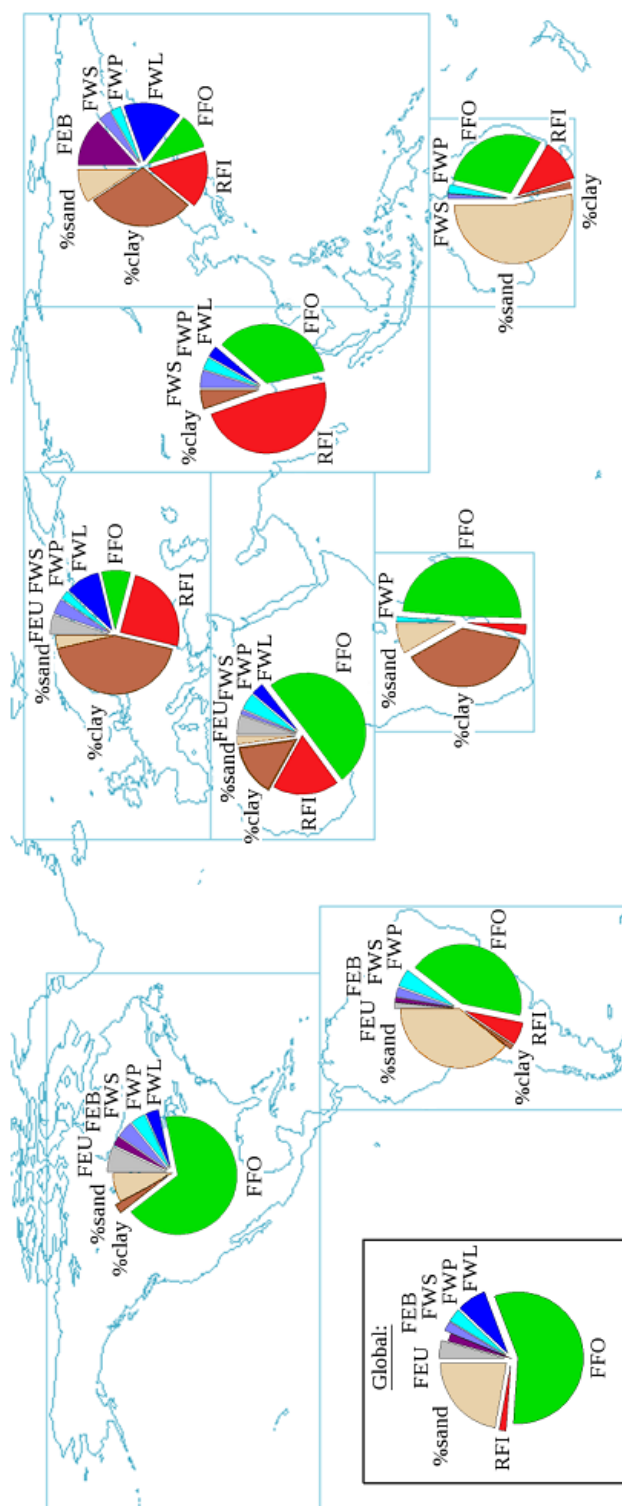 %clay
%sand
FEU
FEB
FWS
FWP
FWL
FFO
%clay
%sand
FEU FWS
FWP
FWL
FFO
RFI
%clay
%sand
FEB
FWS
FWP
FWL
FFO
RFI
RFI
%clay
%sand
FEU
FWS
FWP
FWL
FFO
RFI
%clay
FWS
FWP
FWL
FFO
Global:
RFI
%sand
FEU
FEB
FWS
FWP
FWL
FFO
%clay
%sand
FEU
FEB
FWS
FWP
FFO
RFI
%clay
%sand
FWP
FFO
%sand
FWS
FWP
FFO
RFI
%clay